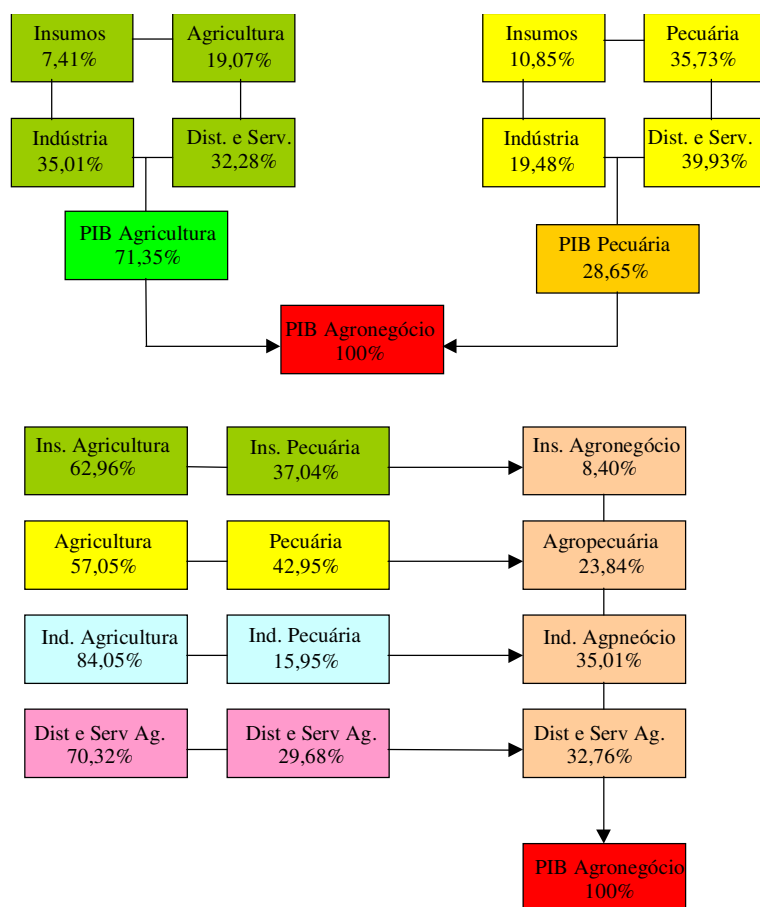 Insumos
7,41%
Agricultura
19,07%
Insumos
10,85%
Pecuária
35,73%
Indústria
35,01%
Dist. e Serv.
32,28%
Indústria
19,48%
Dist. e Serv.
39,93%
PIB Agricultura
71,35%
PIB Pecuária
28,65%
PIB Agronegócio
100%
Ins. Agricultura
62,96%
Ins. Pecuária
37,04%
Ins. Agronegócio
8,40%
Agricultura
57,05%
Pecuária
42,95%
Agropecuária
23,84%
Ind. Agricultura
84,05%
Ind. Pecuária
15,95%
Ind. Agpneócio
35,01%
Dist e Serv Ag.
70,32%
Dist e Serv Ag.
29,68%
Dist e Serv Ag.
32,76%
PIB Agronegócio
100%